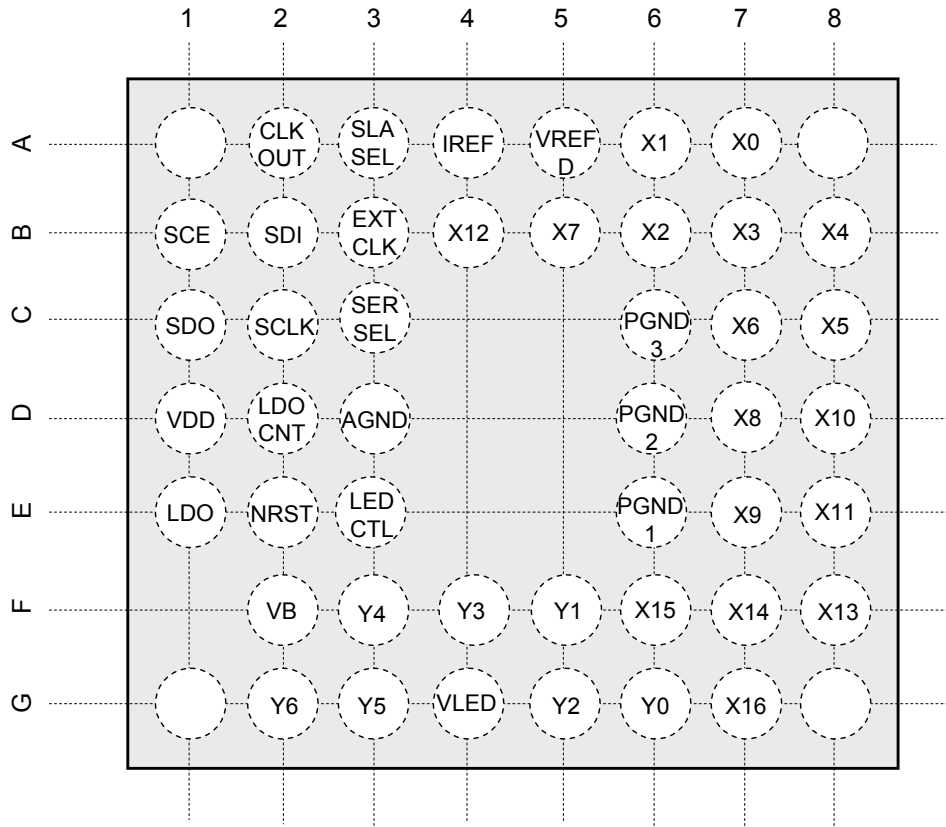 1 2 3 4 5 6 7 8
A
CLK OUT
SLA SEL
IREF
VREF D
X1
X0
B
SCE
SDI
EXT CLK
X12
X7
X2
X3
X4
C
SDO
SCLK
SER SEL
PGND 3
X6
X5
D
VDD
LDO CNT
AGND
PGND 2
X8
X10
E
LDO
NRST
LED CTL
PGND 1
X9
X11
F
VB
Y4
Y3
Y1
X15
X14
X13
G
Y6
Y5
VLED
Y2
Y0
X16